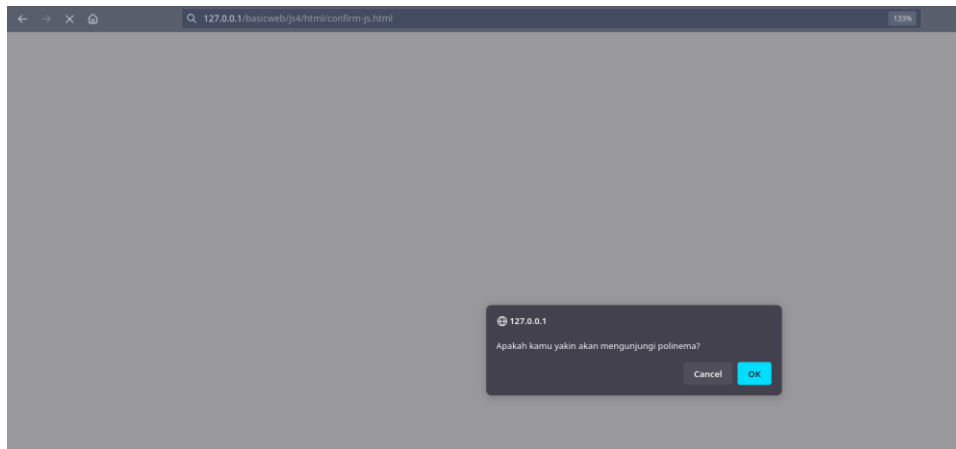 127.0.0.1/basicweb/js4/html/confirm-js.html
133%
127.0.0.1
Apakah kamu yakin akan mengunjungi polinema?
Cancel
OK